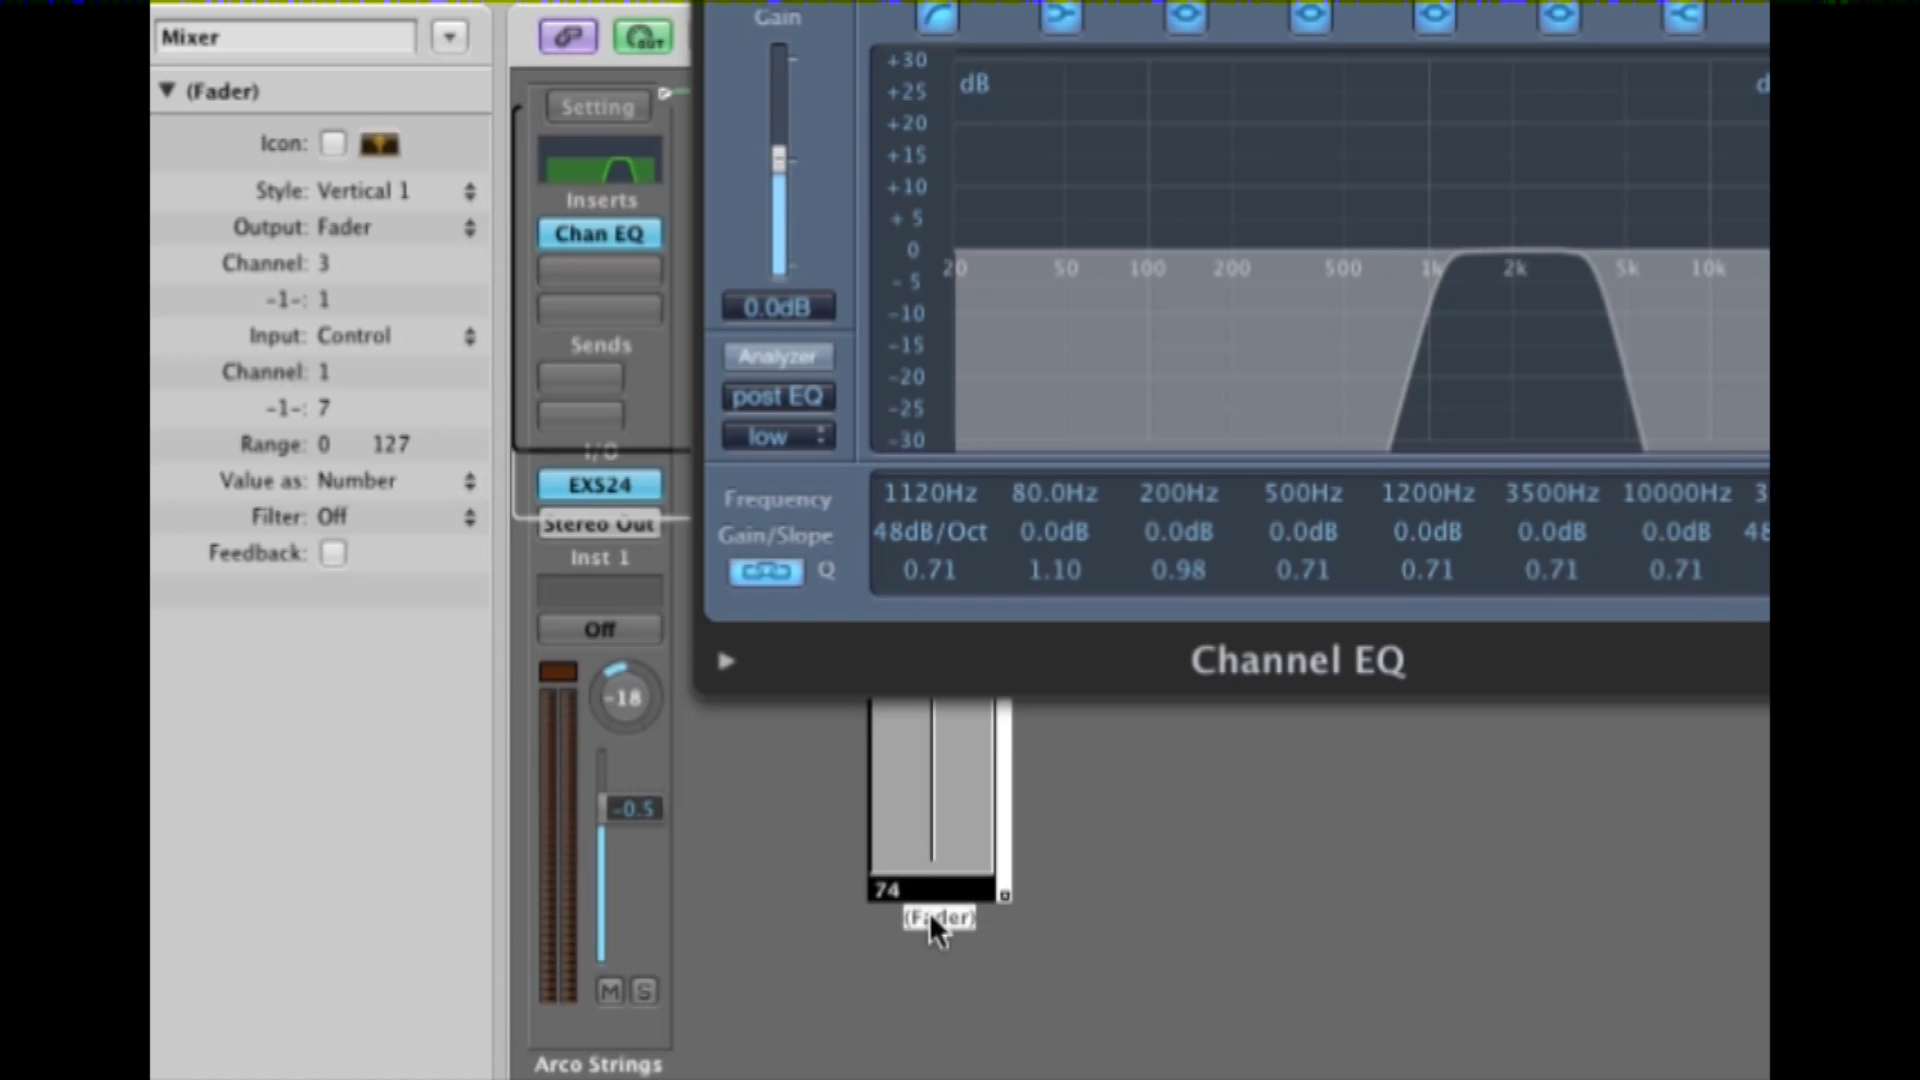 Mixer
(Fader)
Icon:
Style: Vertical 1
Output: Fader
Channel: 3
-1-: 1
Input: Control
Channel: 1
-1-: 7
Range: 0 127
Value as: Number
Filter: Off
Feedback:
OUT
Setting
Inserts
Chan EQ
Sends
I/O
EXS24
Stereo Out
Inst 1
Off
-18
-0.5
M S
Arco Strings
Gain
0.0dB
Analyzer
post EQ
low
+30
+25
+20
+15
+10
+ 5
0
- 5
-10
-15
-20
-25
-30
dB
d
20 50 100 200 500 1k 2k 5k 10k
Frequency 1120Hz 80.0Hz 200Hz 500Hz 1200Hz 3500Hz 10000Hz 3
Gain/Slope 48dB/Oct 0.0dB 0.0dB 0.0dB 0.0dB 0.0dB 0.0dB 48
Q 0.71 1.10 0.98 0.71 0.71 0.71 0.71
Channel EQ
74
(Fader)